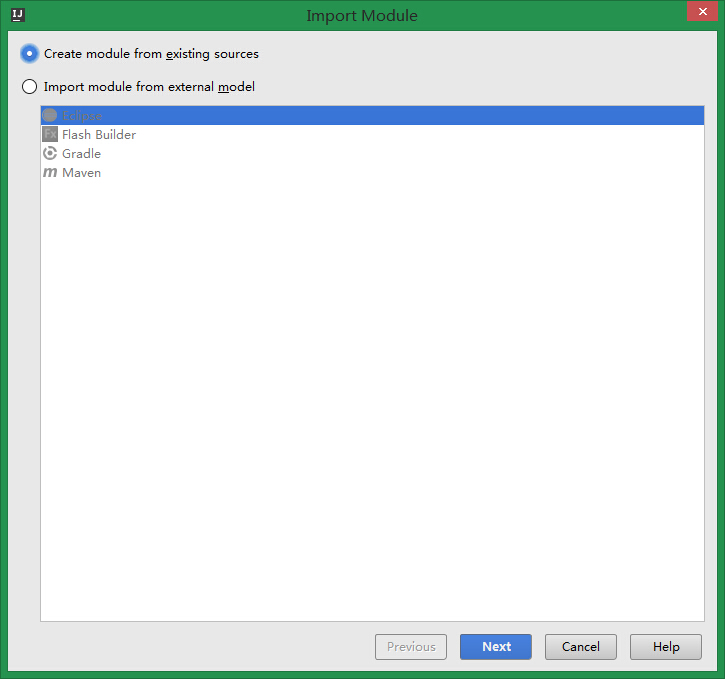 IJ
Import Module
Create module from existing sources
Import module from external model
Eclipse
Fx Flash Builder
Gradle
m Maven
Previous Next Cancel Help